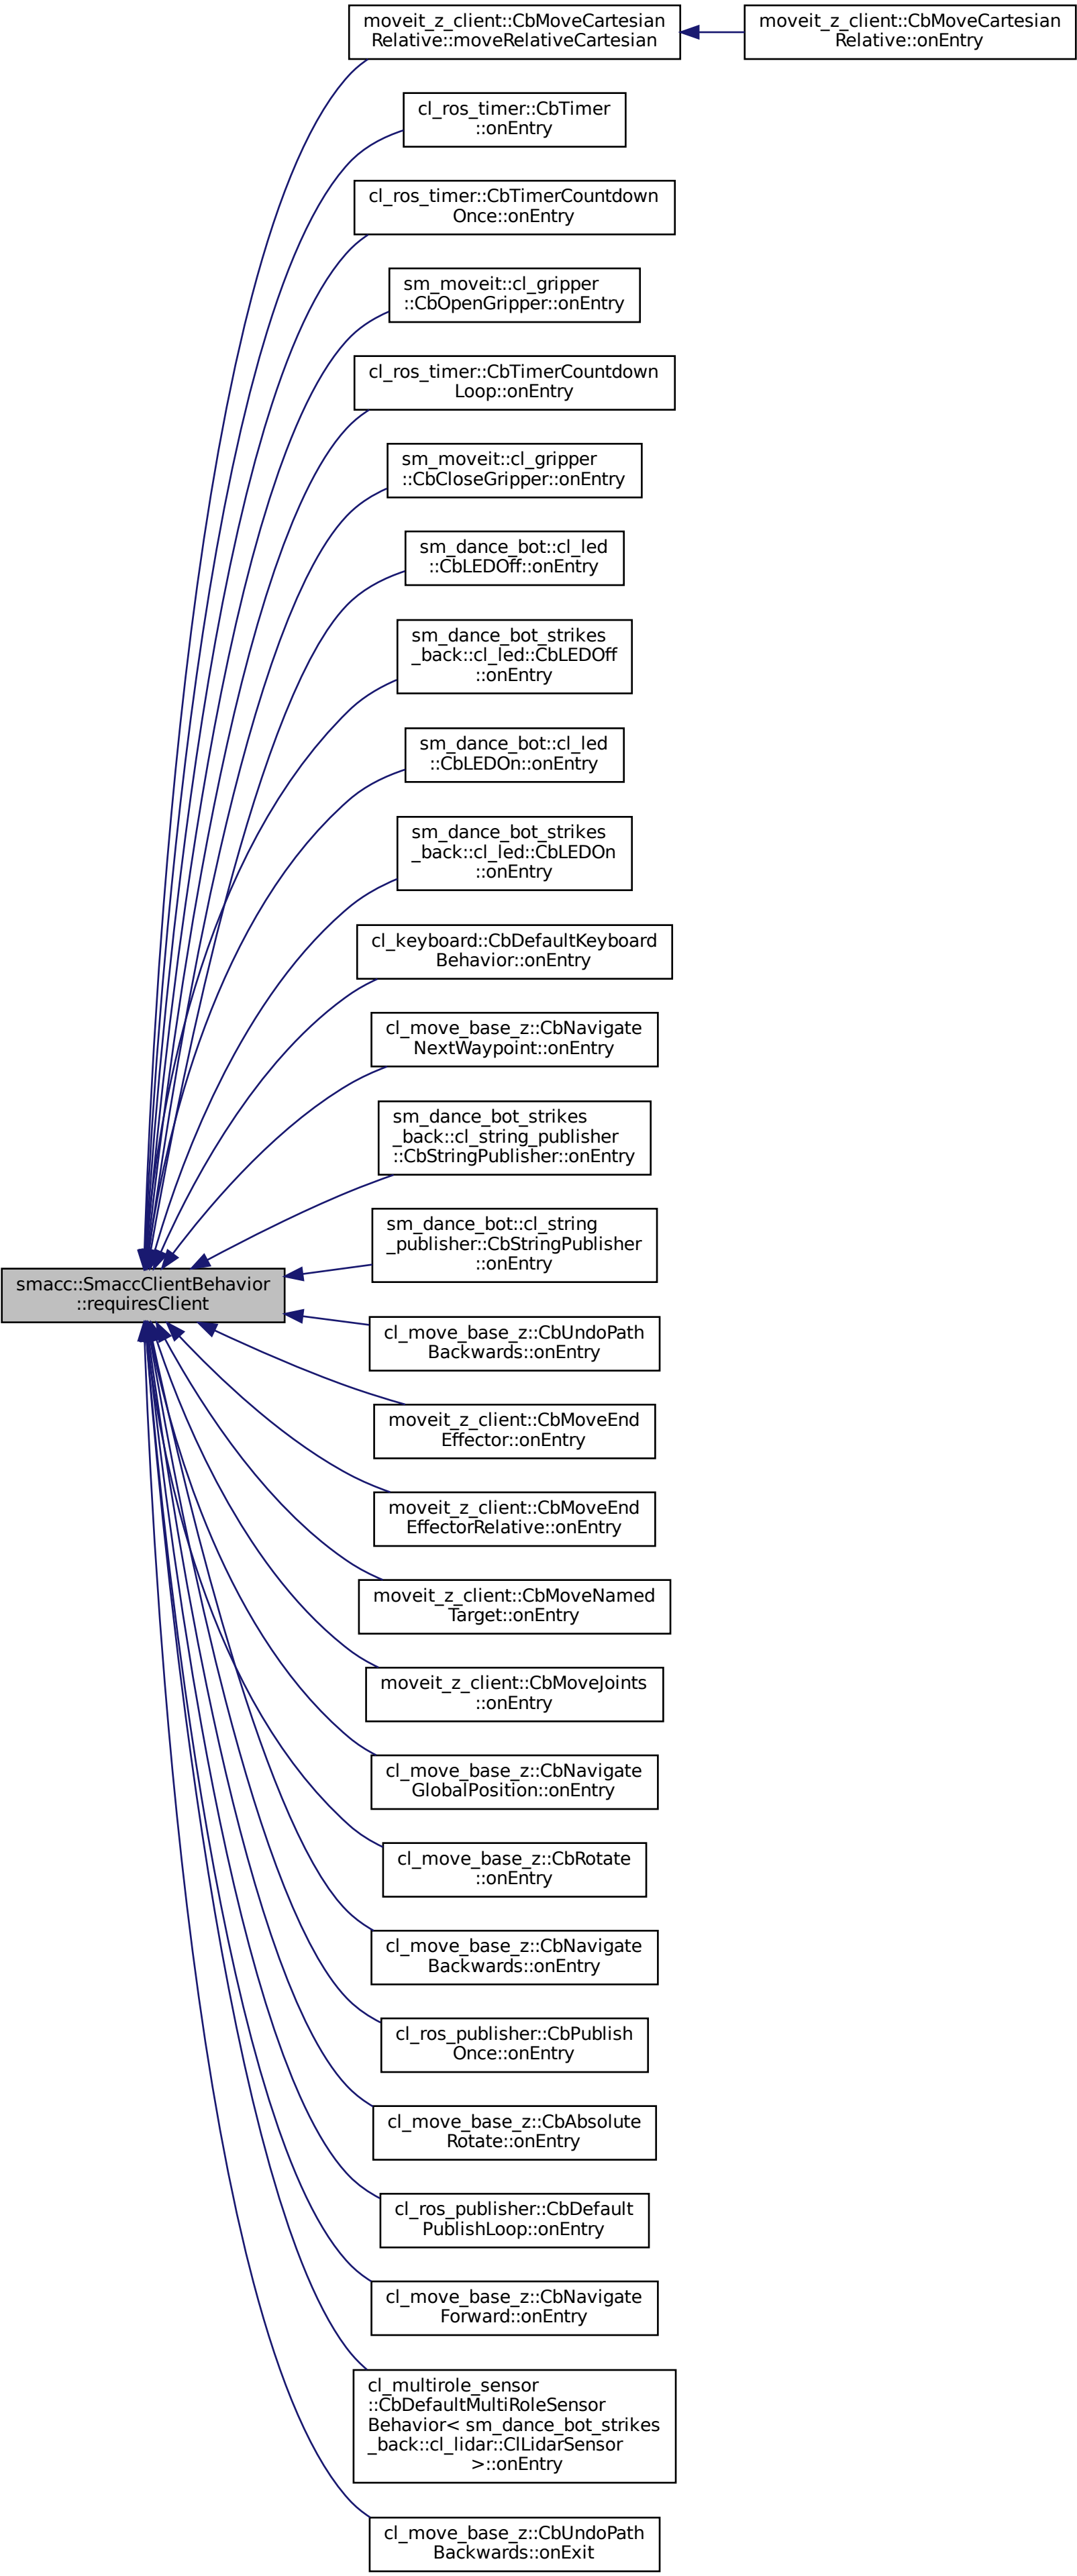 moveit_z_client::CbMoveCartesian
Relative::moveRelativeCartesian
moveit_z_client::CbMoveCartesian
Relative::onEntry
cl_ros_timer::CbTimer
::onEntry
cl_ros_timer::CbTimerCountdown
Once::onEntry
sm_moveit::cl_gripper
::CbOpenGripper::onEntry
cl_ros_timer::CbTimerCountdown
Loop::onEntry
sm_moveit::cl_gripper
::CbCloseGripper::onEntry
sm_dance_bot::cl_led
::CbLEDOff::onEntry
sm_dance_bot_strikes
_back::cl_led::CbLEDOff
::onEntry
sm_dance_bot::cl_led
::CbLEDOn::onEntry
sm_dance_bot_strikes
_back::cl_led::CbLEDOn
::onEntry
cl_keyboard::CbDefaultKeyboard
Behavior::onEntry
cl_move_base_z::CbNavigate
NextWaypoint::onEntry
sm_dance_bot_strikes
_back::cl_string_publisher
::CbStringPublisher::onEntry
sm_dance_bot::cl_string
_publisher::CbStringPublisher
::onEntry
smacc::SmaccClientBehavior
::requiresClient
cl_move_base_z::CbUndoPath
Backwards::onEntry
moveit_z_client::CbMoveEnd
Effector::onEntry
moveit_z_client::CbMoveEnd
EffectorRelative::onEntry
moveit_z_client::CbMoveNamed
Target::onEntry
moveit_z_client::CbMoveJoints
::onEntry
cl_move_base_z::CbNavigate
GlobalPosition::onEntry
cl_move_base_z::CbRotate
::onEntry
cl_move_base_z::CbNavigate
Backwards::onEntry
cl_ros_publisher::CbPublish
Once::onEntry
cl_move_base_z::CbAbsolute
Rotate::onEntry
cl_ros_publisher::CbDefault
PublishLoop::onEntry
cl_move_base_z::CbNavigate
Forward::onEntry
cl_multirole_sensor
::CbDefaultMultiRoleSensor
Behavior< sm_dance_bot_strikes
_back::cl_lidar::ClLidarSensor
>::onEntry
cl_move_base_z::CbUndoPath
Backwards::onExit